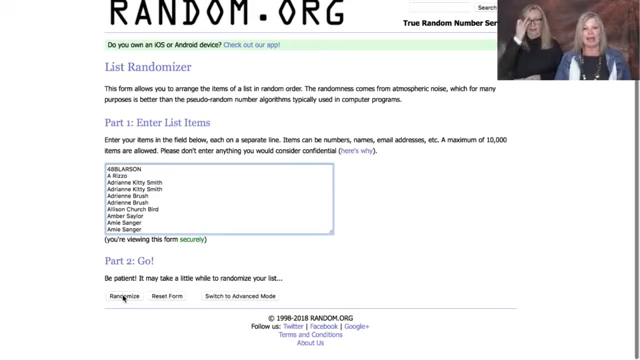 RANDOM.ORG
Search
True Random Number Ser
Do you own an iOS or Android device? Check out our app!
List Randomizer
This form allows you to arrange the items of a list in random order. The randomness comes from atmospheric noise, which for many
purposes is better than the pseudo-random number algorithms typically used in computer programs.
Part 1: Enter List Items
Enter your items in the field below, each on a separate line. Items can be numbers, names, email addresses, etc. A maximum of 10,000
items are allowed. Please don't enter anything you would consider confidential (here's why).
4BBLARSON
A Rizzo
Adrianne Kitty Smith
Adrianne Kitty Smith
Adrienne Brush
Adrienne Brush
Allison Church Bird
Amber Saylor
Amie Sanger
Amie Sanger
(you're viewing this form securely)
Part 2: Go!
Be patient! It may take a little while to randomize your list...
Randomize Reset Form Switch to Advanced Mode
© 1998-2018 RANDOM.ORG
Follow us: Twitter | Facebook | Google+
Terms and Conditions
About Us